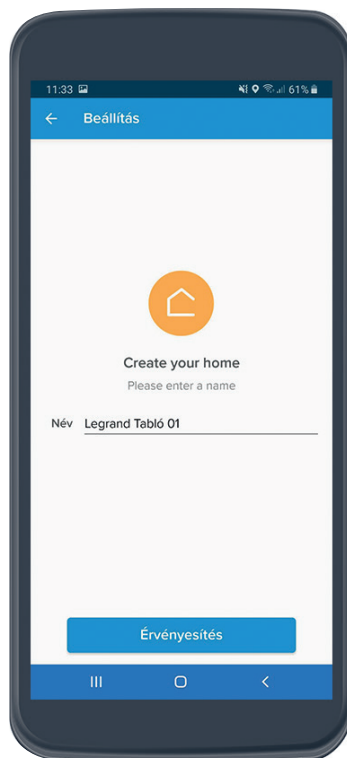 11:33 61%
Beállítás
Create your home
Please enter a name
Név Legrand Tabló 01
Érvényesítés